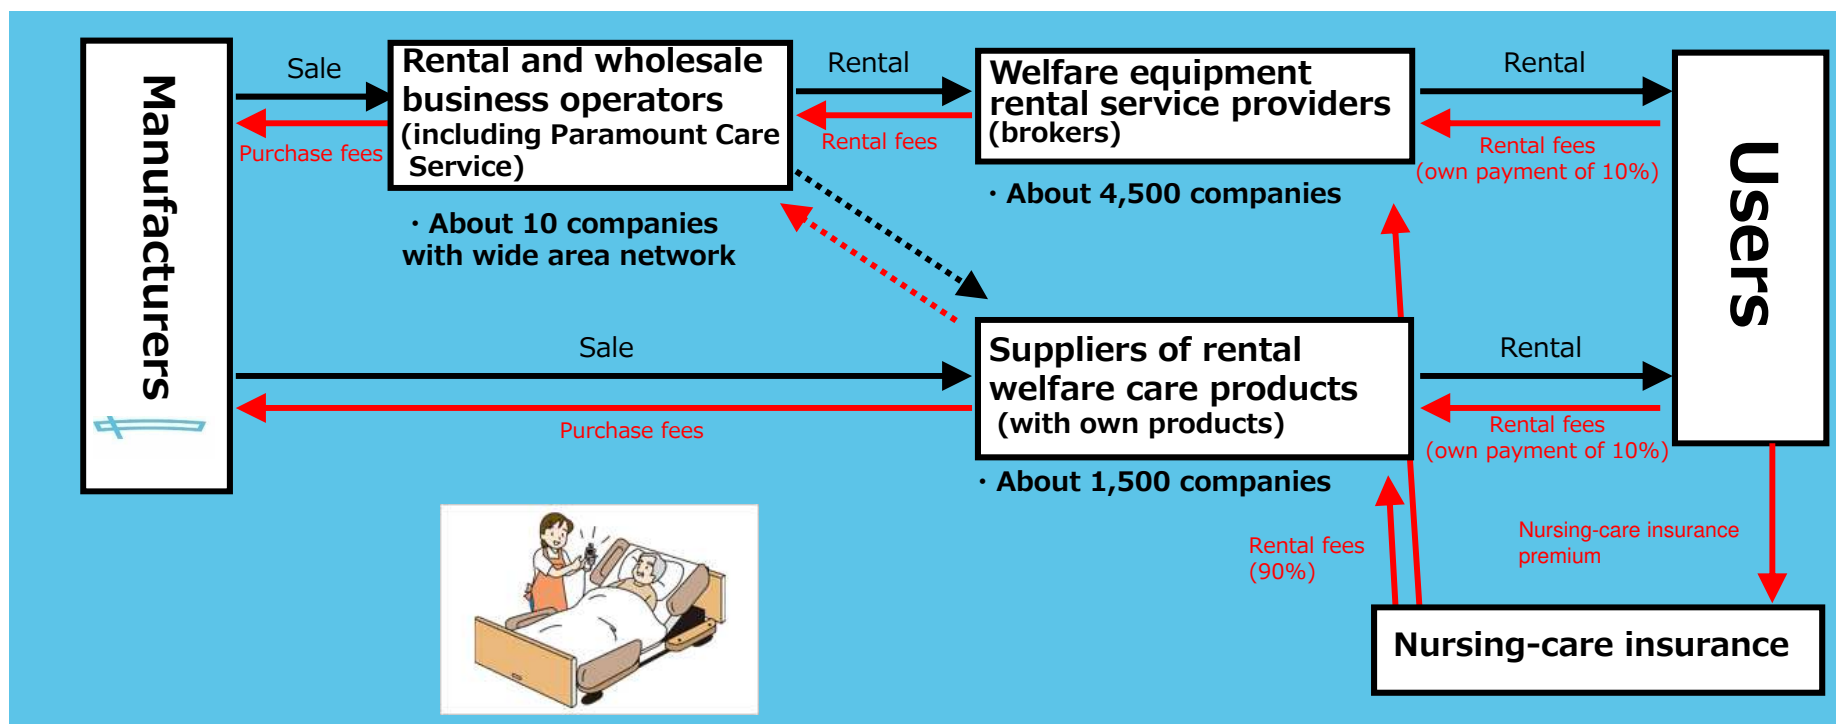 Manufacturers
Sale
Purchase fees
Rental and wholesale
business operators
(including Paramount Care
Service)
・About 10 companies
with wide area network
Rental
Rental fees
Welfare equipment
rental service providers
(brokers)
・About 4,500 companies
Rental
Rental fees
(own payment of 10%)
Users
Sale
Purchase fees
Suppliers of rental
welfare care products
(with own products)
・About 1,500 companies
Rental
Rental fees
(own payment of 10%)
Rental fees
(90%)
Nursing-care insurance
premium
Nursing-care insurance